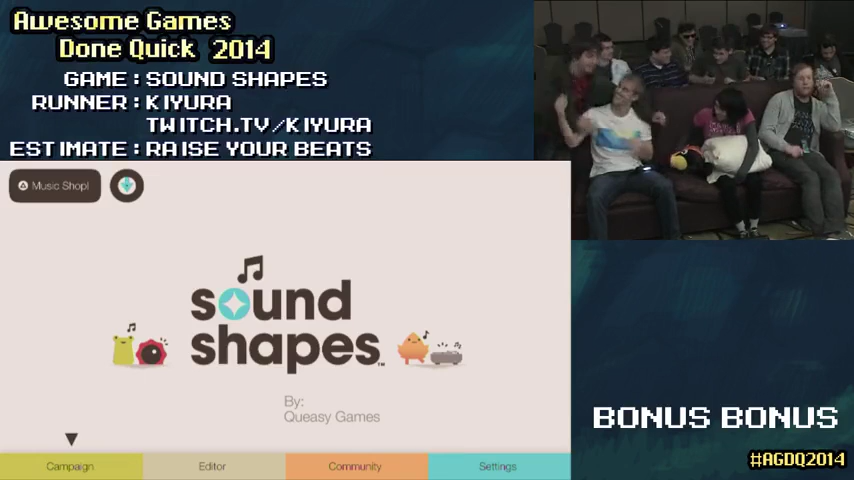 Awesome Games
Done Quick 2014
GAME : SOUND SHAPES
RUNNER : KIYURA
TWITCH.TV/KIYURA
ESTIMATE : RAISE YOUR BEATS
Music Shop!
sound
shapes™
By:
Queasy Games
Campaign
Editor
Community
Settings
BONUS BONUS
#AGDQ2014